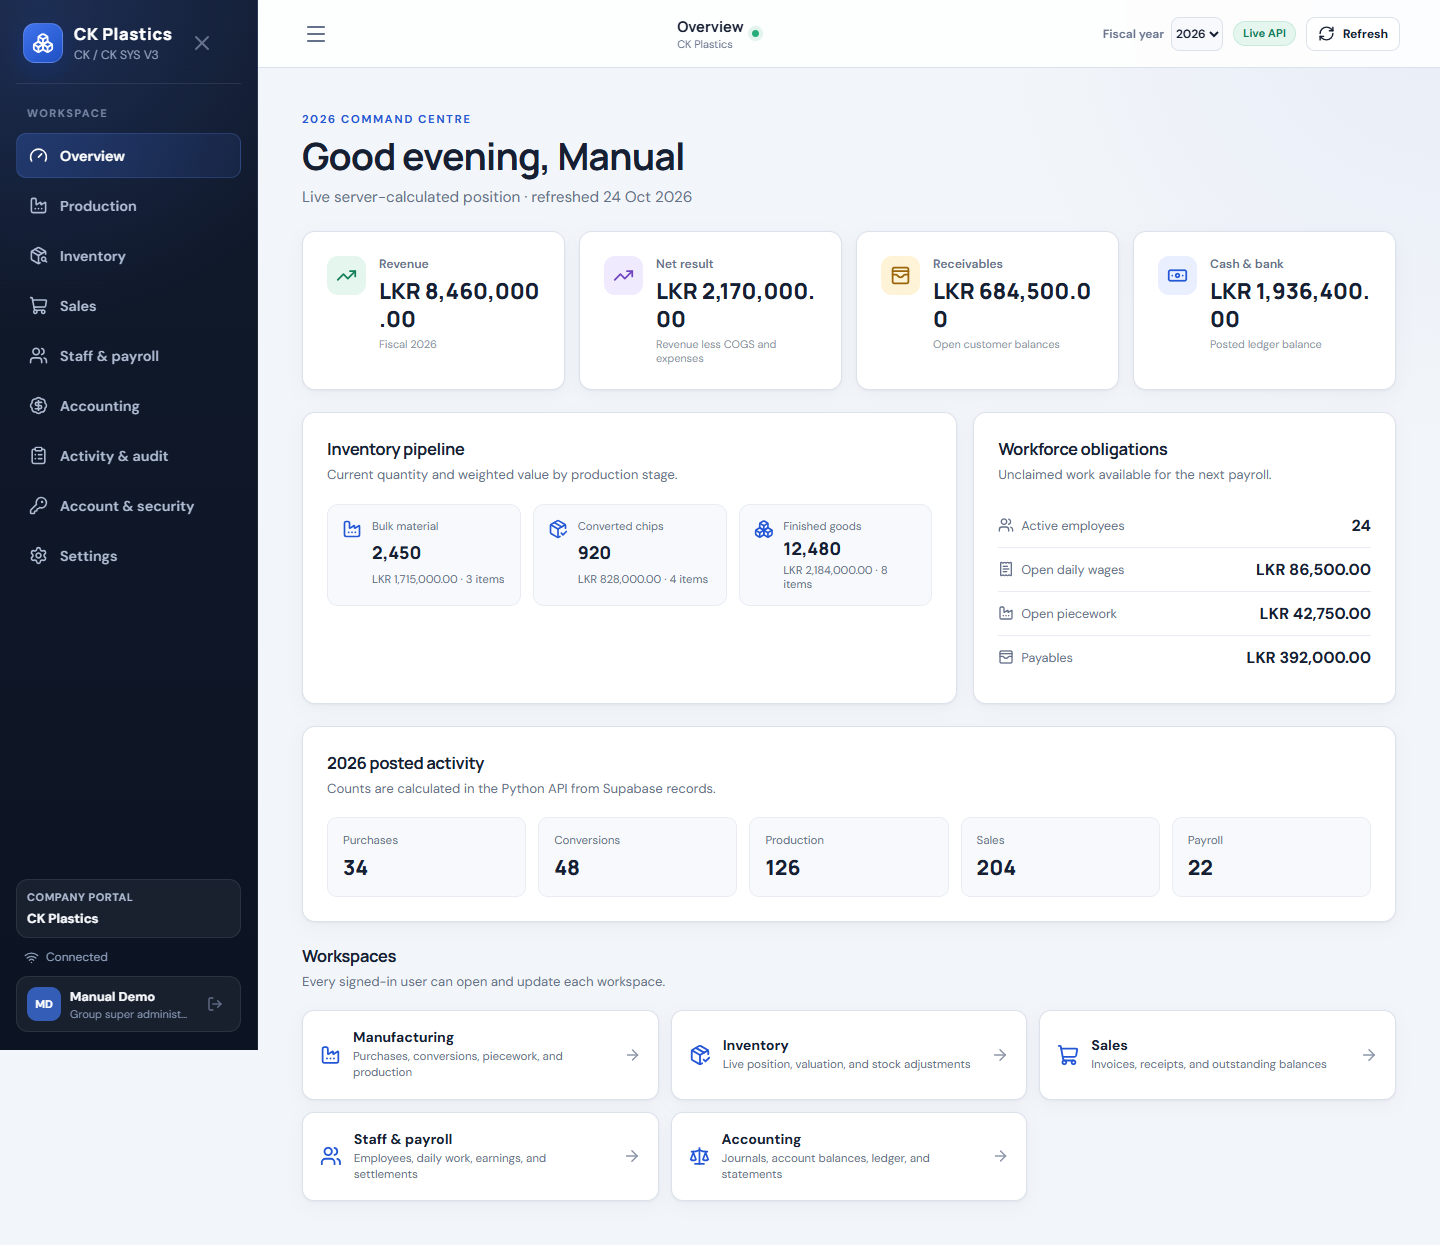 CK Plastics
CK / CK SYS V3
WORKSPACE
Overview
Production
Inventory
Sales
Staff & payroll
Accounting
Activity & audit
Account & security
Settings
COMPANY PORTAL
CK Plastics
Connected
MD
Manual Demo
Group super administ...
Overview
CK Plastics
Fiscal year
2026
Live API
Refresh
2026 COMMAND CENTRE
Good evening, Manual
Live server-calculated position · refreshed 24 Oct 2026
Revenue
LKR 8,460,000
.00
Fiscal 2026
Net result
LKR 2,170,000.
00
Revenue less COGS and
expenses
Receivables
LKR 684,500.0
0
Open customer balances
Cash & bank
LKR 1,936,400.
00
Posted ledger balance
Inventory pipeline
Current quantity and weighted value by production stage.
Bulk material
2,450
LKR 1,715,000.00 · 3 items
Converted chips
920
LKR 828,000.00 · 4 items
Finished goods
12,480
LKR 2,184,000.00 · 8
items
Workforce obligations
Unclaimed work available for the next payroll.
Active employees
24
Open daily wages
LKR 86,500.00
Open piecework
LKR 42,750.00
Payables
LKR 392,000.00
2026 posted activity
Counts are calculated in the Python API from Supabase records.
Purchases
34
Conversions
48
Production
126
Sales
204
Payroll
22
Workspaces
Every signed-in user can open and update each workspace.
Manufacturing
Purchases, conversions, piecework, and
production
Inventory
Live position, valuation, and stock adjustments
Sales
Invoices, receipts, and outstanding balances
Staff & payroll
Employees, daily work, earnings, and
settlements
Accounting
Journals, account balances, ledger, and
statements